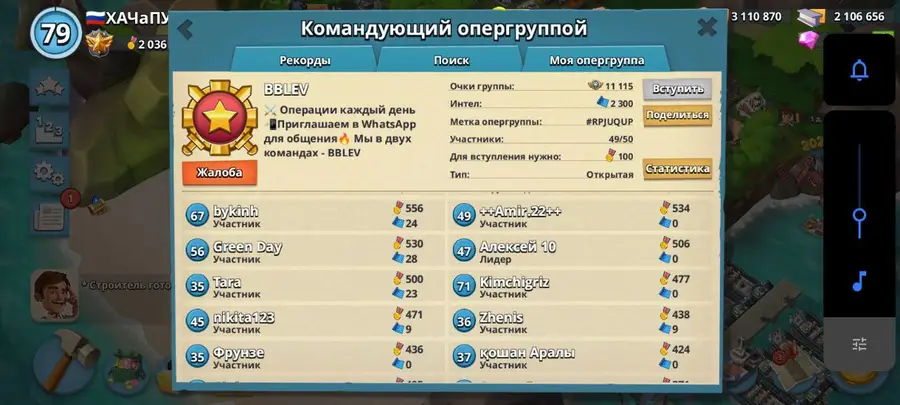 79
ХАЧаПУ
2 036
3 110 870
2 106 656
Командующий опергруппой
Рекорды
Поиск
Моя опергруппа
BBLEV
⚔️ Операции каждый день
📲Приглашаем в WhatsApp
для общения🔥 Мы в двух
командах - BBLEV
Жалоба
Очки группы: 11 115
Интел: 2 300
Метка опергруппы: #RPJUQUP
Участники: 49/50
Для вступления нужно: 100
Тип: Открытая
Вступить
Поделиться
Статистика
1
*Строитель гото
67 bykinh 556
Участник 24
49 ++Amir.22++ 534
Участник 0
56 Green Day 530
Участник 28
47 Алексей 10 506
Лидер 0
35 Tara 500
Участник 23
71 Kimchigriz 477
Участник 0
45 nikita123 471
Участник 9
36 Zhenis 438
Участник 9
35 Фрунзе 436
Участник 0
37 қошан Аралы 424
Участник 0